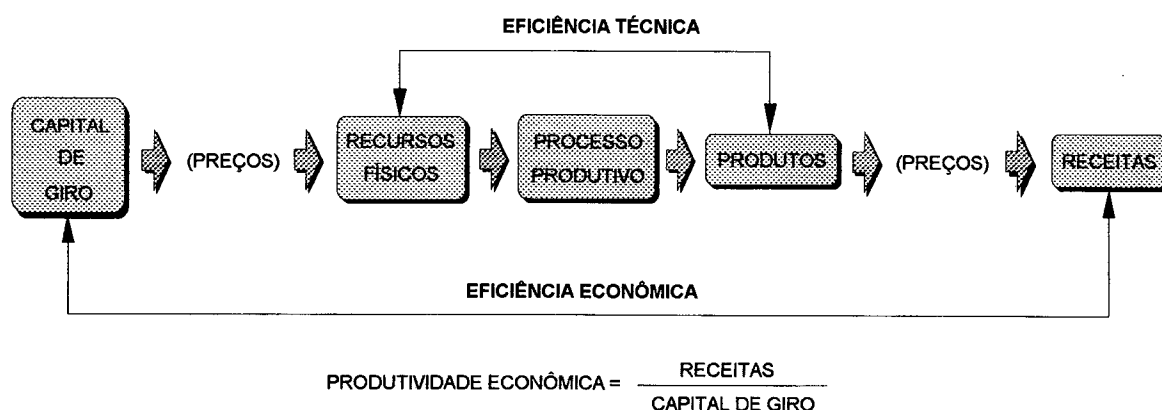 EFICIÊNCIA TÉCNICA
CAPITAL
DE
GIRO
(PREÇOS)
RECURSOS
FÍSICOS
PROCESSO
PRODUTIVO
PRODUTOS
(PREÇOS)
RECEITAS
EFICIÊNCIA ECONÔMICA
PRODUTIVIDADE ECONÔMICA =
RECEITAS
CAPITAL DE GIRO